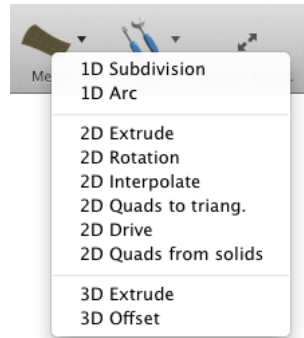 Me
1D Subdivision
1D Arc
2D Extrude
2D Rotation
2D Interpolate
2D Quads to triang.
2D Drive
2D Quads from solids
3D Extrude
3D Offset